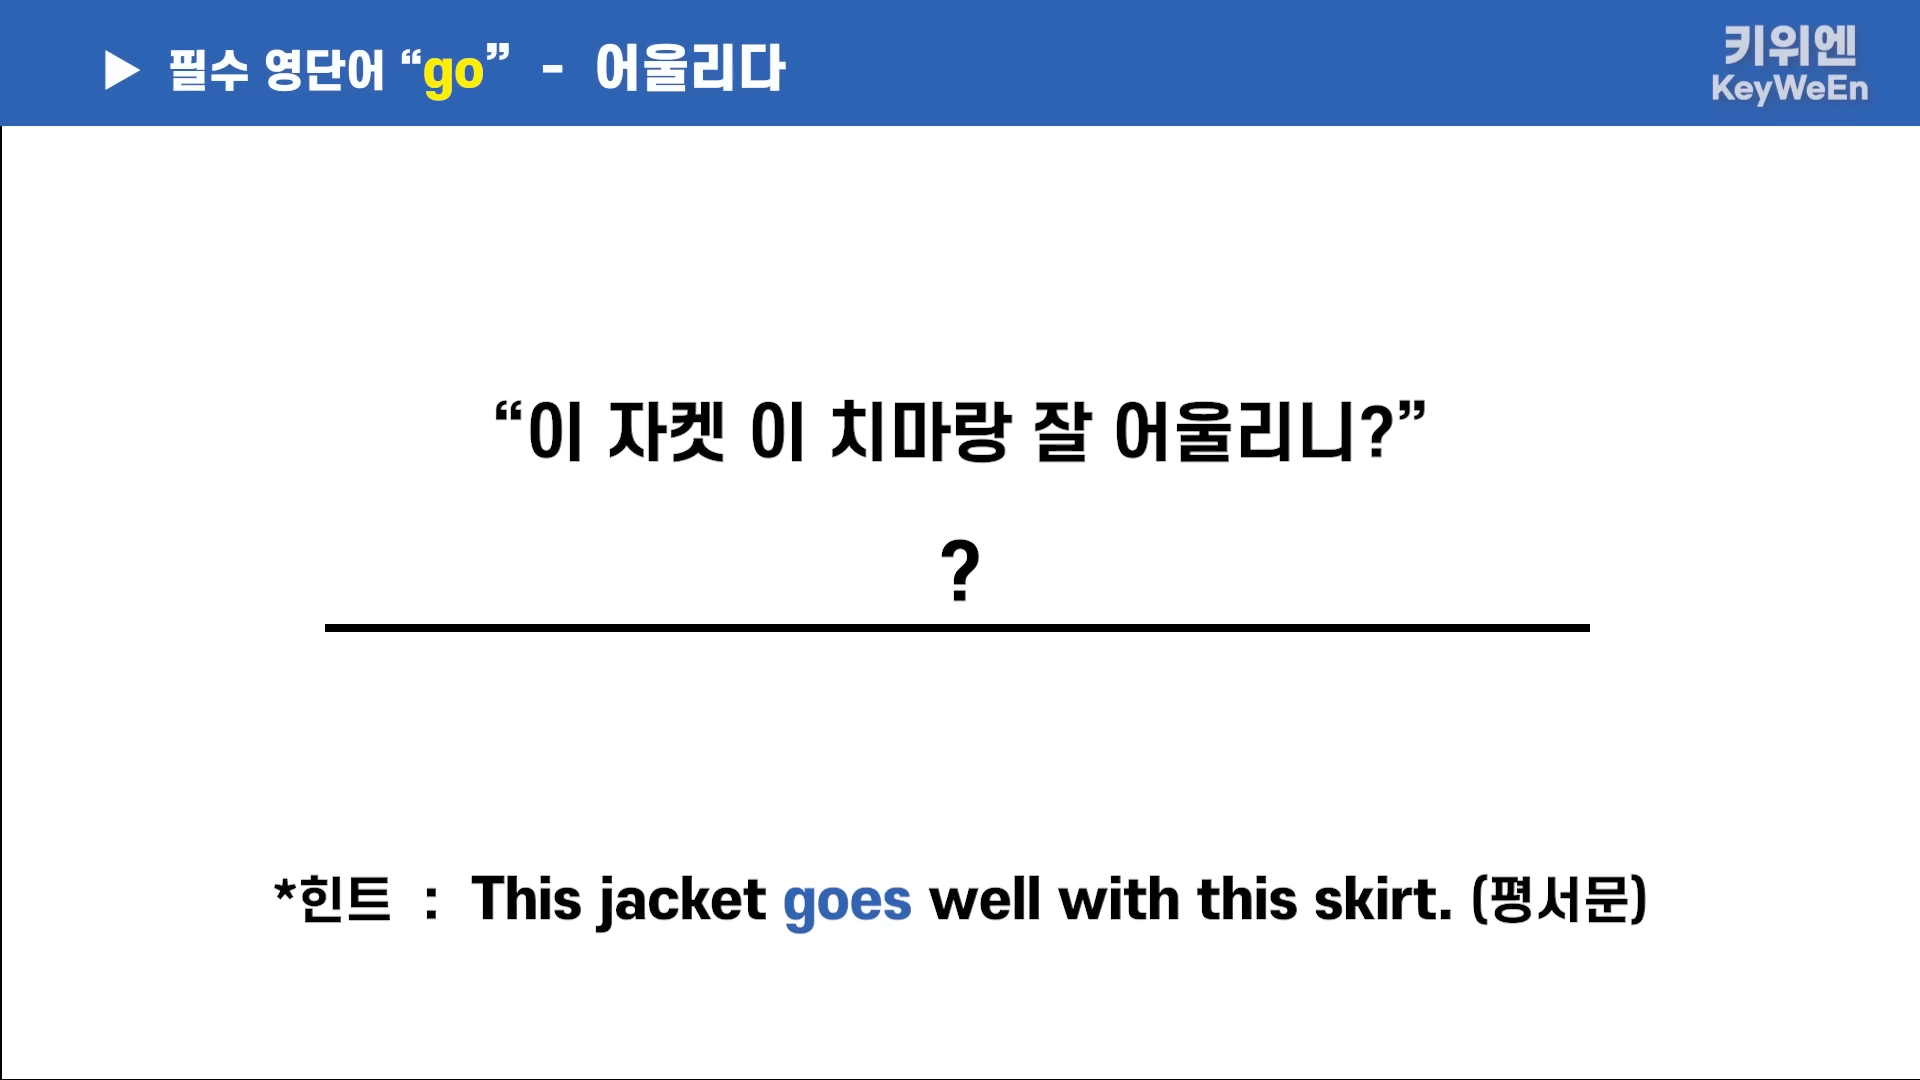 ▶ 필수 영단어 “go” - 어울리다
키위엔
KeyWeEn
“이 자켓 이 치마랑 잘 어울리니?”
?
*힌트 : This jacket goes well with this skirt. (평서문)